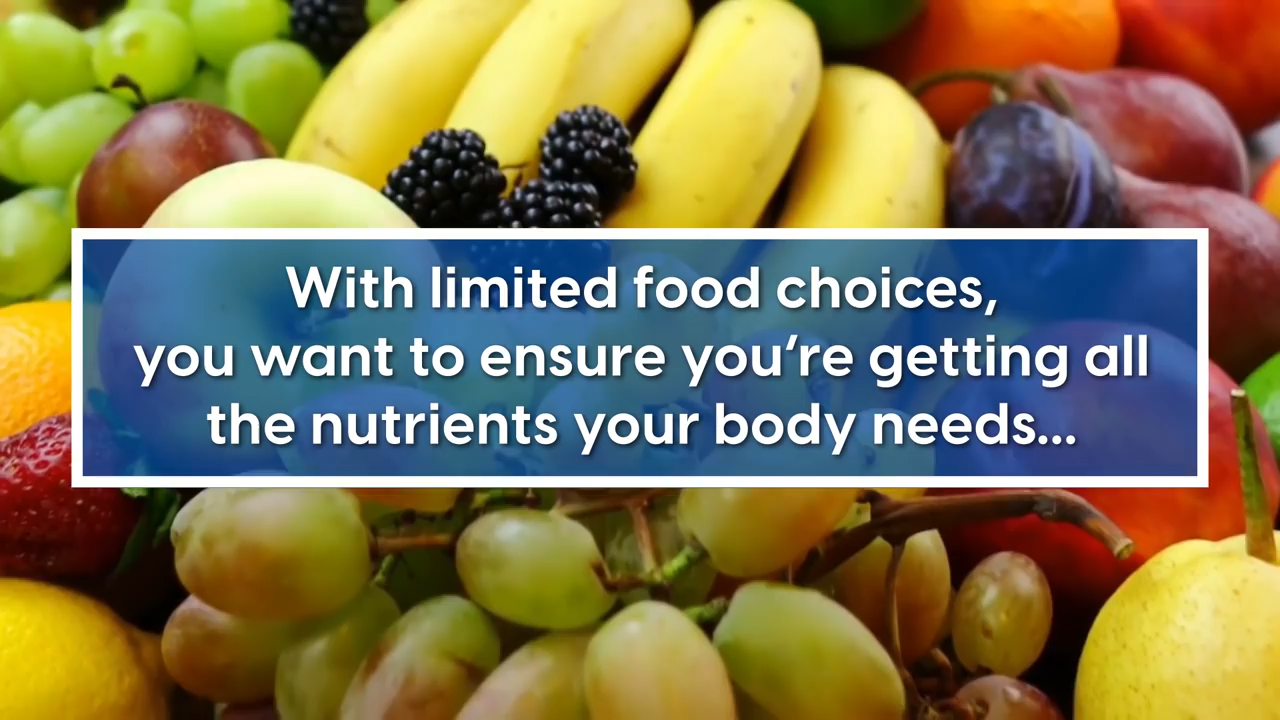 With limited food choices,
you want to ensure you’re getting all
the nutrients your body needs...